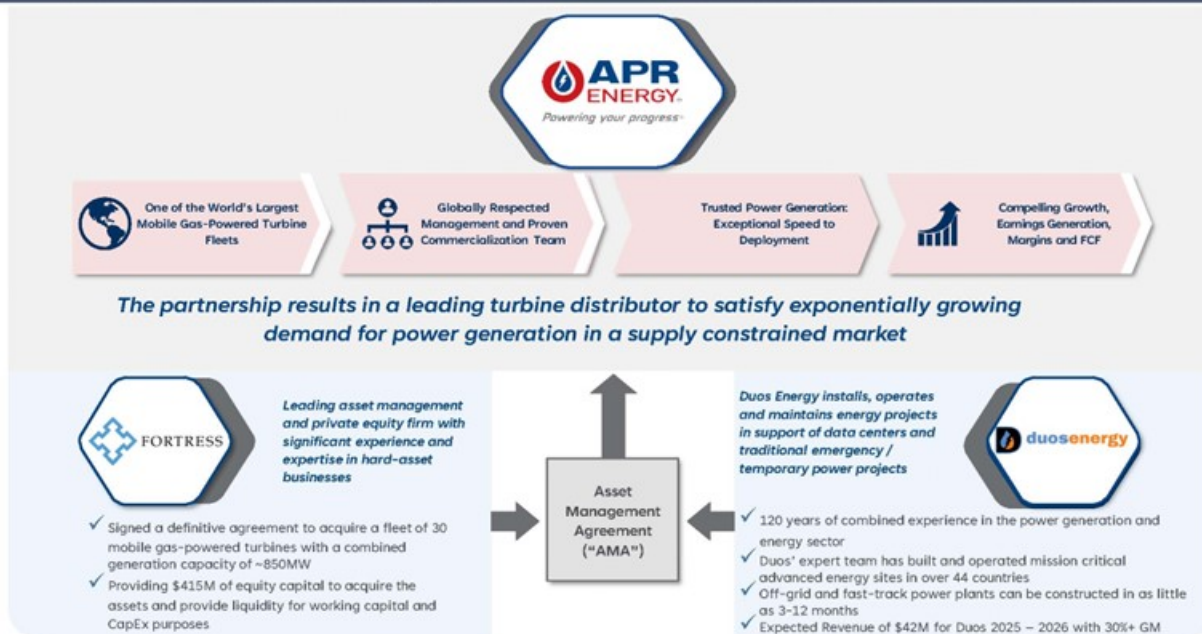 APR
ENERGY
Powering your progress
One of the World's Largest
Mobile Gas-Powered Turbine
Fleets
Globally Respected
Management and Proven
Commercialization Team
Trusted Power Generation:
Exceptional Speed to
Deployment
Compelling Growth,
Earnings Generation,
Margins and FCF
The partnership results in a leading turbine distributor to satisfy exponentially growing
demand for power generation in a supply constrained market
FORTRESS
Leading asset management
and private equity firm with
significant experience and
expertise in hard-asset
businesses
✓ Signed a definitive agreement to acquire a fleet of 30
mobile gas-powered turbines with a combined
generation capacity of ~850MW
✓ Providing $415M of equity capital to acquire the
assets and provide liquidity for working capital and
CapEx purposes
Asset
Management
Agreement
("AMA")
Duos Energy installs, operates
and maintains energy projects
in support of data centers and
traditional emergency /
temporary power projects
duosenergy
✓ 120 years of combined experience in the power generation and
energy sector
✓ Duos' expert team has built and operated mission critical
advanced energy sites in over 44 countries
✓ Off-grid and fast-track power plants can be constructed in as little
as 3-12 months
✓ Expected Revenue of $42M for Duos 2025 – 2026 with 30%+ GM